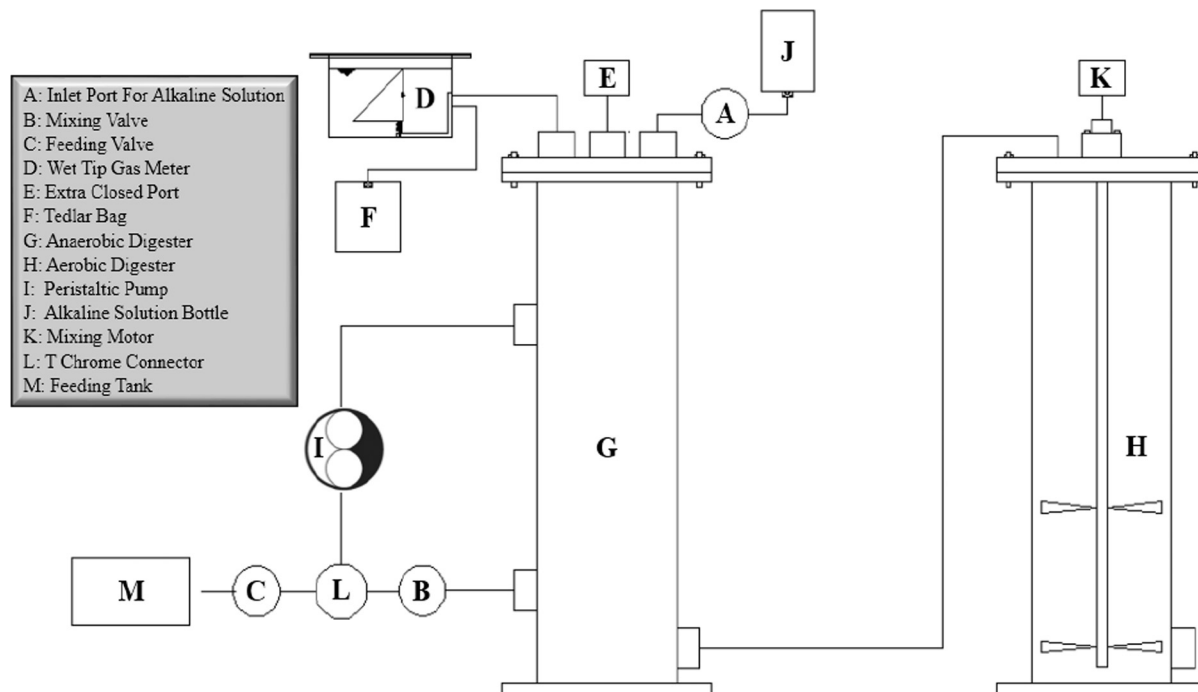 J
E
K
D
A
A: Inlet Port For Alkaline Solution
B: Mixing Valve
C: Feeding Valve
D: Wet Tip Gas Meter
E: Extra Closed Port
F: Tedlar Bag
G: Anaerobic Digester
H: Aerobic Digester
I: Peristaltic Pump
J: Alkaline Solution Bottle
K: Mixing Motor
L: T Chrome Connector
M: Feeding Tank
F
I
G
H
M
C
L
B